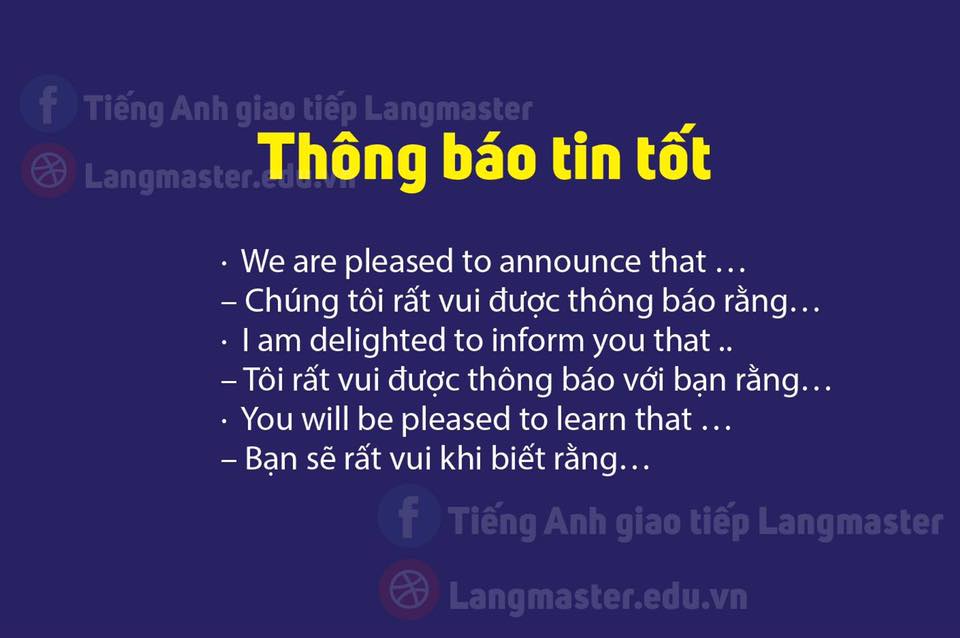 Tiếng Anh giao tiếp Langmaster
Thông báo tin tốt
Langmaster.edu.vn
· We are pleased to announce that …
– Chúng tôi rất vui được thông báo rằng…
· I am delighted to inform you that ..
– Tôi rất vui được thông báo với bạn rằng…
· You will be pleased to learn that …
– Bạn sẽ rất vui khi biết rằng…
Tiếng Anh giao tiếp Langmaster
Langmaster.edu.vn